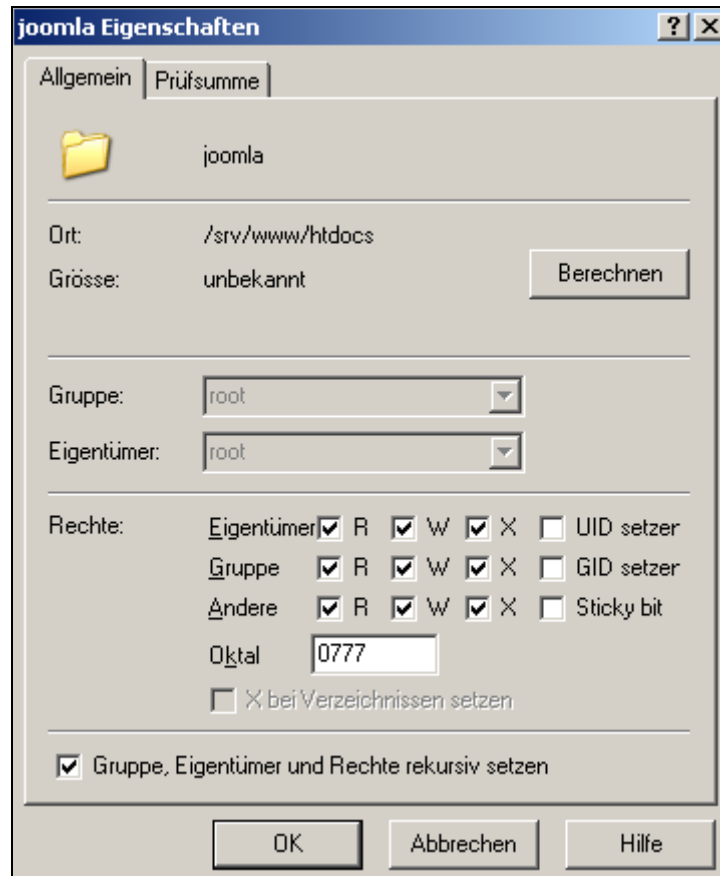 joomla Eigenschaften
Allgemein Prüfsumme
joomla
Ort: /srv/www/htdocs
Grösse: unbekannt Berechnen
Gruppe: root
Eigentümer: root
Rechte: Eigentümer R W X UID setzer
Gruppe R W X GID setzer
Andere R W X Sticky bit
Oktal 0777
X bei Verzeichnissen setzen
Gruppe, Eigentümer und Rechte rekursiv setzen
OK Abbrechen Hilfe